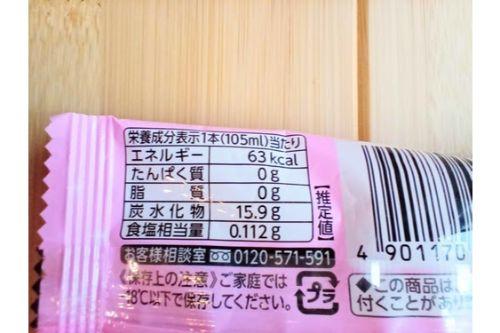 栄養成分表示1本(105ml)当たり
エネルギー 63kcal
たんぱく質 0g
脂質 0g
炭水化物 15.9g
食塩相当量 0.112g
【推定値】
お客様相談室 0120-571-591
《保存上の注意》ご家庭では
-18℃以下で保存してください。
プラ
4 901170
◆この商品は
付くことがあり